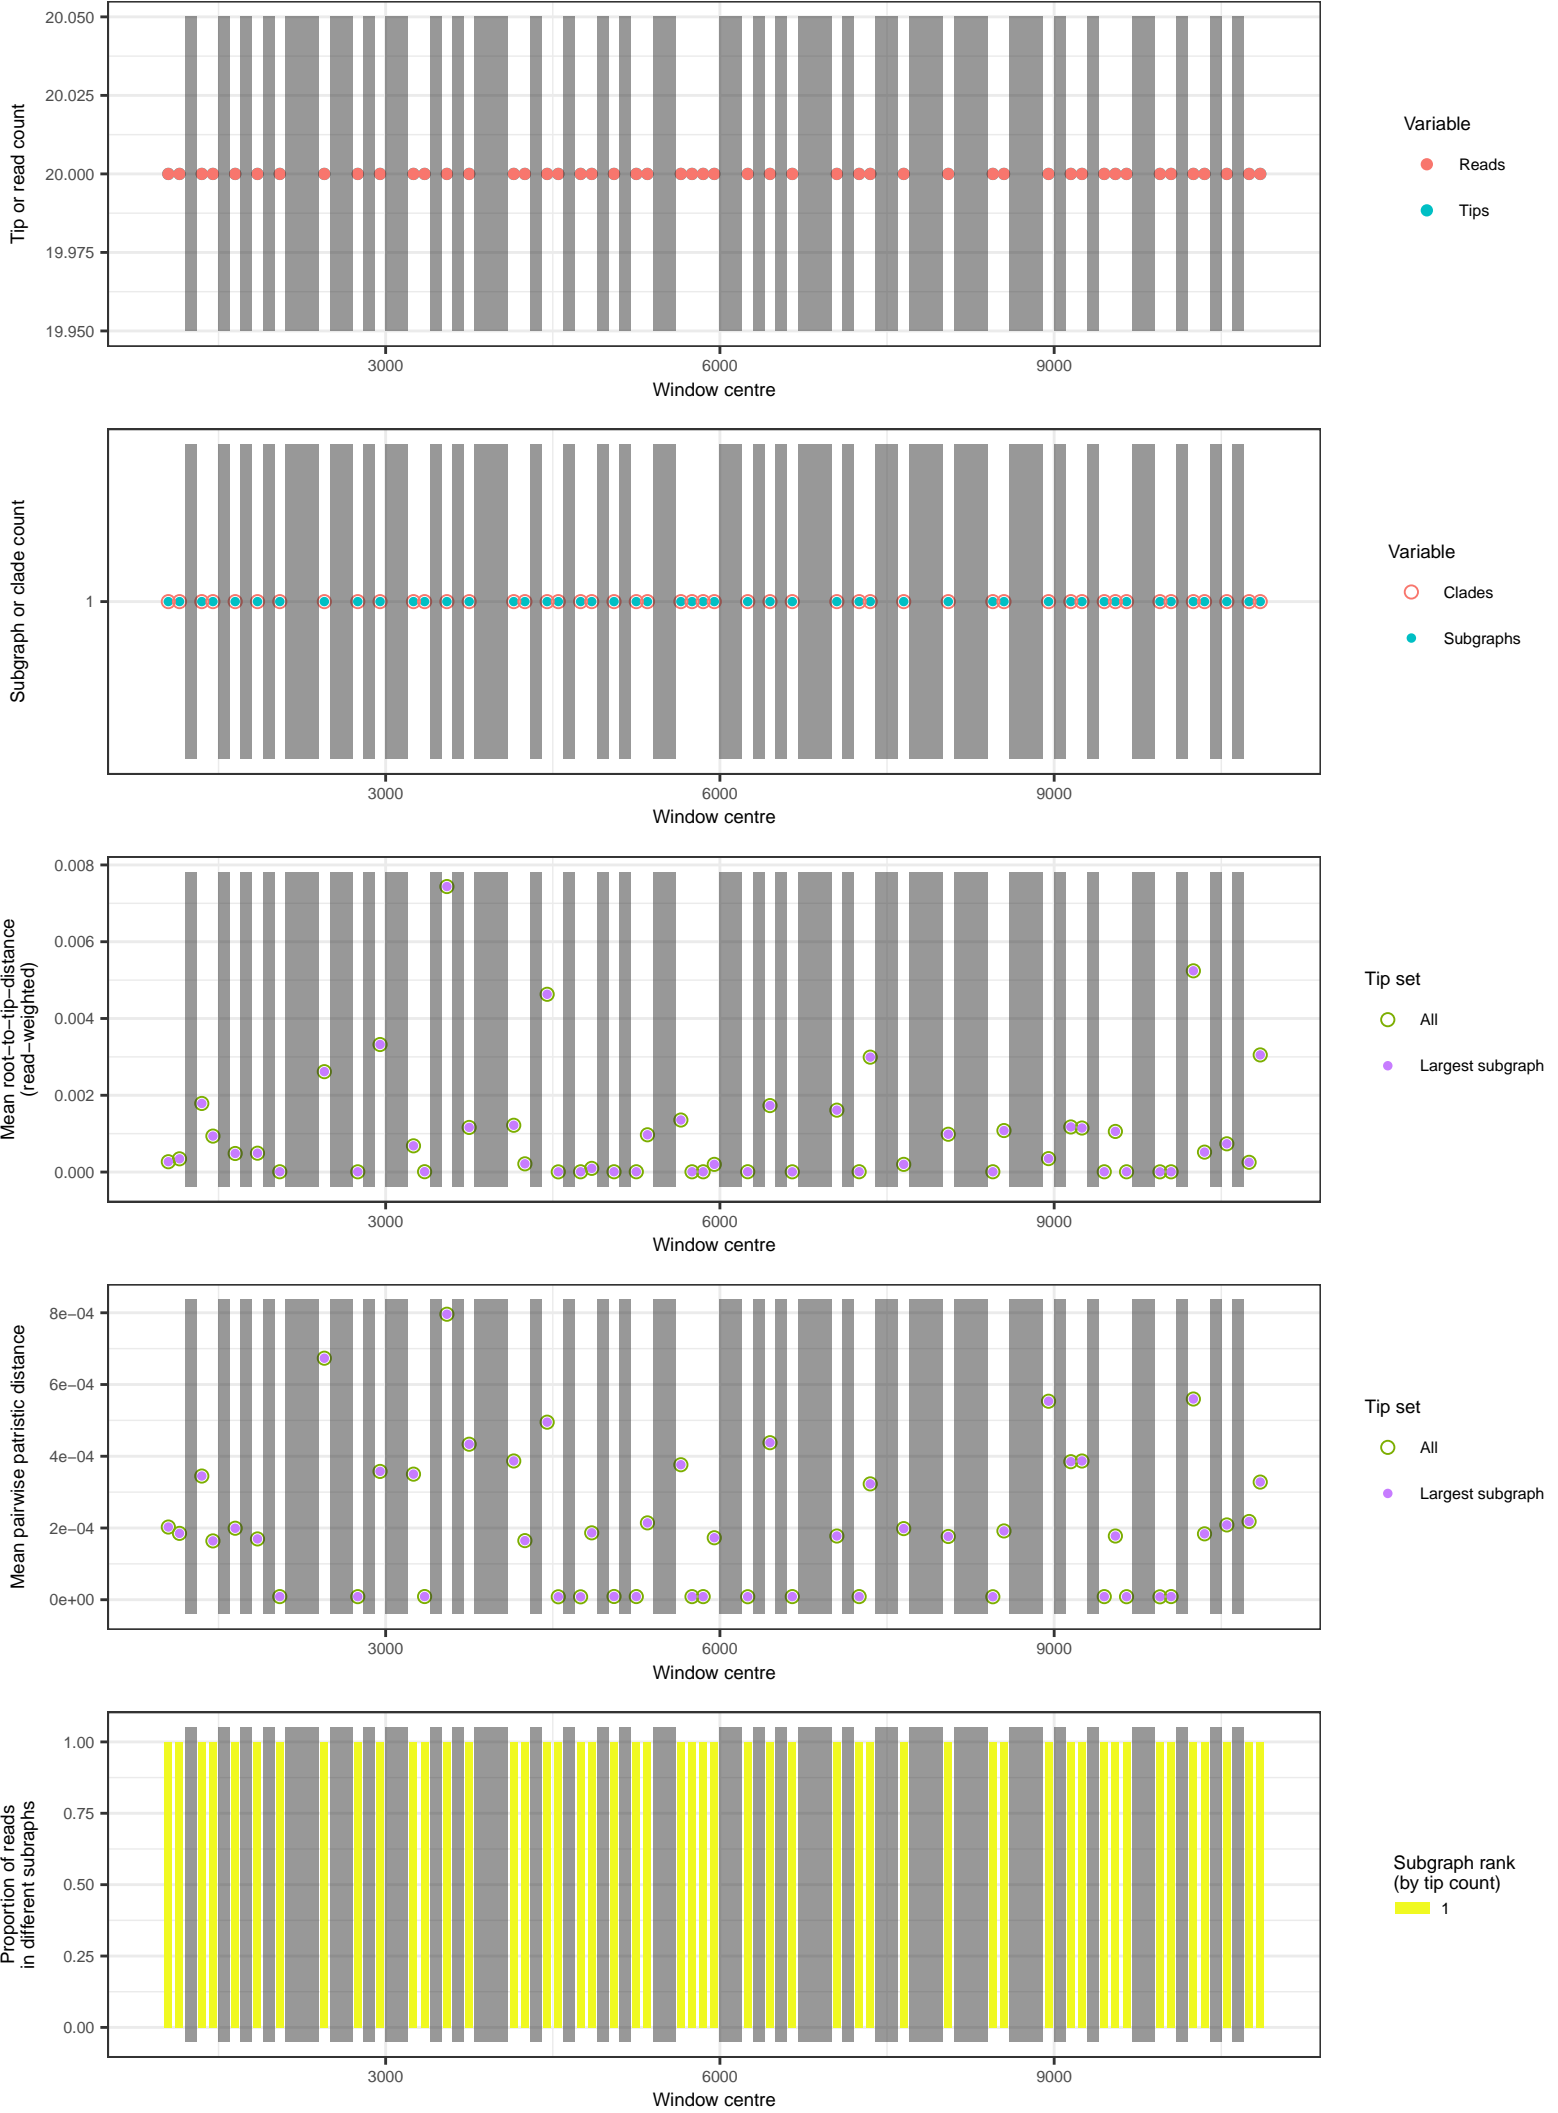 20.050
20.025
20.000
19.975
19.950
Tip or read count
3000
6000
9000
Window centre
Variable
Reads
Tips
1
Subgraph or clade count
3000
6000
9000
Window centre
Variable
Clades
Subgraphs
0.008
0.006
0.004
0.002
0.000
Mean root−to−tip−distance
(read−weighted)
3000
6000
9000
Window centre
Tip set
All
Largest subgraph
8e−04
6e−04
4e−04
2e−04
0e+00
Mean pairwise patristic distance
3000
6000
9000
Window centre
Tip set
All
Largest subgraph
1.00
0.75
0.50
0.25
0.00
Proportion of reads
in different subraphs
3000
6000
9000
Window centre
Subgraph rank
(by tip count)
1